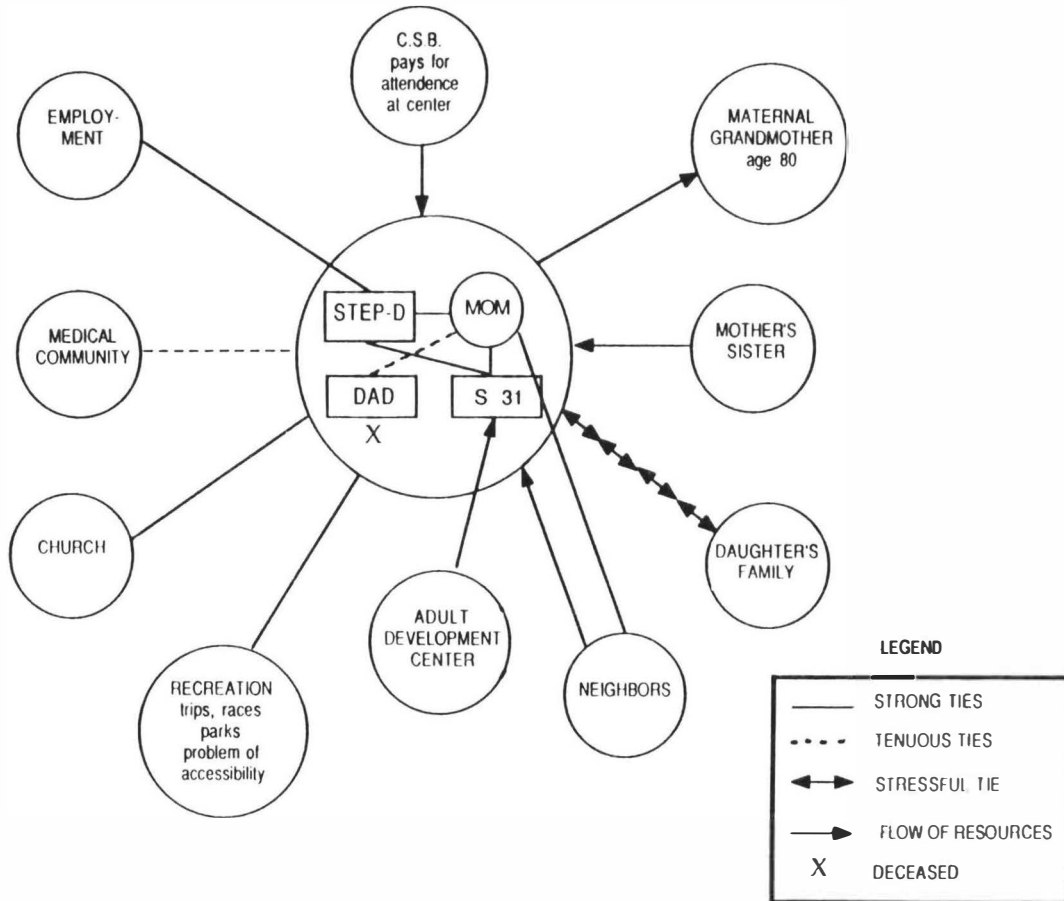 C.S.B.
pays for
attendence
at center
EMPLOY-
MENT
MATERNAL
GRANDMOTHER
age 80
STEP-D
MOM
MEDICAL
COMMUNITY
MOTHER'S
SISTER
DAD
S 31
X
CHURCH
DAUGHTER'S
FAMILY
ADULT
DEVELOPMENT
CENTER
RECREATION
trips, races
parks
problem of
accessibility
NEIGHBORS
LEGEND
STRONG TIES
TENUOUS TIES
STRESSFUL TIE
FLOW OF RESOURCES
X DECEASED